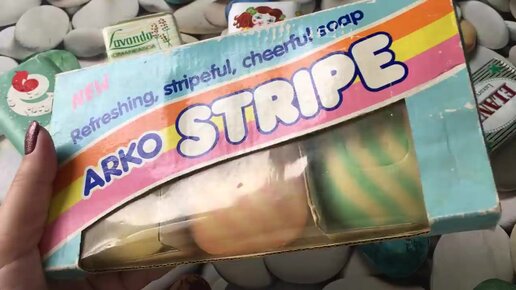 Lavanda
NEW
Refreshing, stripeful, cheerful soap
ARKO STRIPE